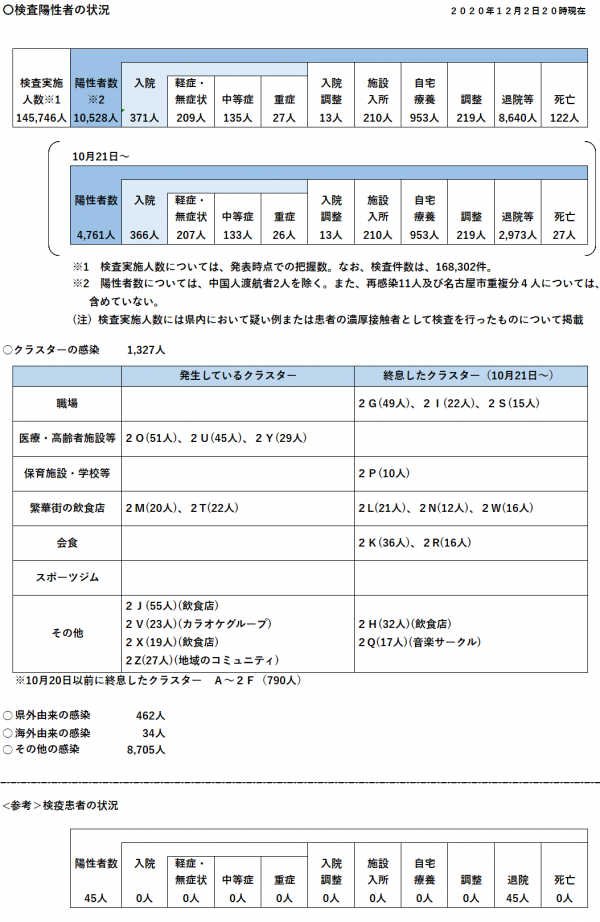 〇検査陽性者の状況
２０２０年１２月２日２０時現在
検査実施
人数※1
陽性者数
※2
入院
軽症・
無症状
中等症
重症
入院
調整
施設
入所
自宅
療養
調整
退院等
死亡
145,746人 10,528人 371人 209人 135人 27人 13人 210人 953人 219人 8,640人 122人
10月21日～
陽性者数
入院
軽症・
無症状
中等症
重症
入院
調整
施設
入所
自宅
療養
調整
退院等
死亡
4,761人 366人 207人 133人 26人 13人 210人 953人 219人 2,973人 27人
※1　検査実施人数については、発表時点での把握数。なお、検査件数は、168,302件。
※2　陽性者数については、中国人渡航者2人を除く。また、再感染11人及び名古屋市重複分４人については、
含めていない。
（注）検査実施人数には県内において疑い例または患者の濃厚接触者として検査を行ったものについて掲載
〇クラスターの感染　1,327人
発生しているクラスター　終息したクラスター（10月21日～）
職場　２G(49人)、２I(22人)、２S(15人)
医療・高齢者施設等　２O(51人)、２U(45人)、２Y(29人)
保育施設・学校等　２P(10人)
繁華街の飲食店　２M(20人)、２T(22人)　２L(21人)、２N(12人)、２W(16人)
会食　２K(36人)、２R(16人)
スポーツジム
その他
２J(55人)(飲食店)
２V(23人)(カラオケグループ)
２X(19人)(飲食店)
２Z(27人)(地域のコミュニティ)
２H(32人)(飲食店)
２Q(17人)(音楽サークル)
※10月20日以前に終息したクラスター　Ａ～２Ｆ（790人）
〇 県外由来の感染　462人
〇 海外由来の感染　34人
〇 その他の感染　8,705人
<参考>検疫患者の状況
陽性者数
入院
軽症・
無症状
中等症
重症
入院
調整
施設
入所
自宅
療養
調整
退院
死亡
45人 0人 0人 0人 0人 0人 0人 0人 0人 45人 0人